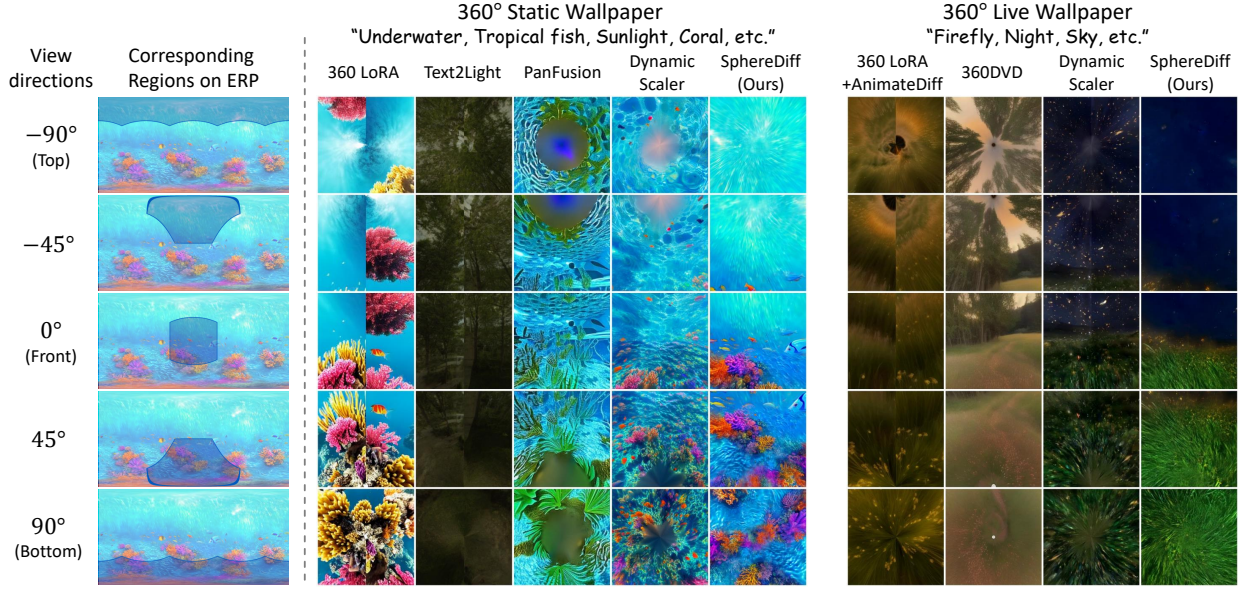 360° Static Wallpaper
“Underwater, Tropical fish, Sunlight, Coral, etc.”
360° Live Wallpaper
“Firefly, Night, Sky, etc.”
View
directions
Corresponding
Regions on ERP
360 LoRA
Text2Light
PanFusion
Dynamic
Scaler
SphereDiff
(Ours)
360 LoRA
+AnimateDiff
360DVD
Dynamic
Scaler
SphereDiff
(Ours)
−90°
(Top)
−45°
0°
(Front)
45°
90°
(Bottom)